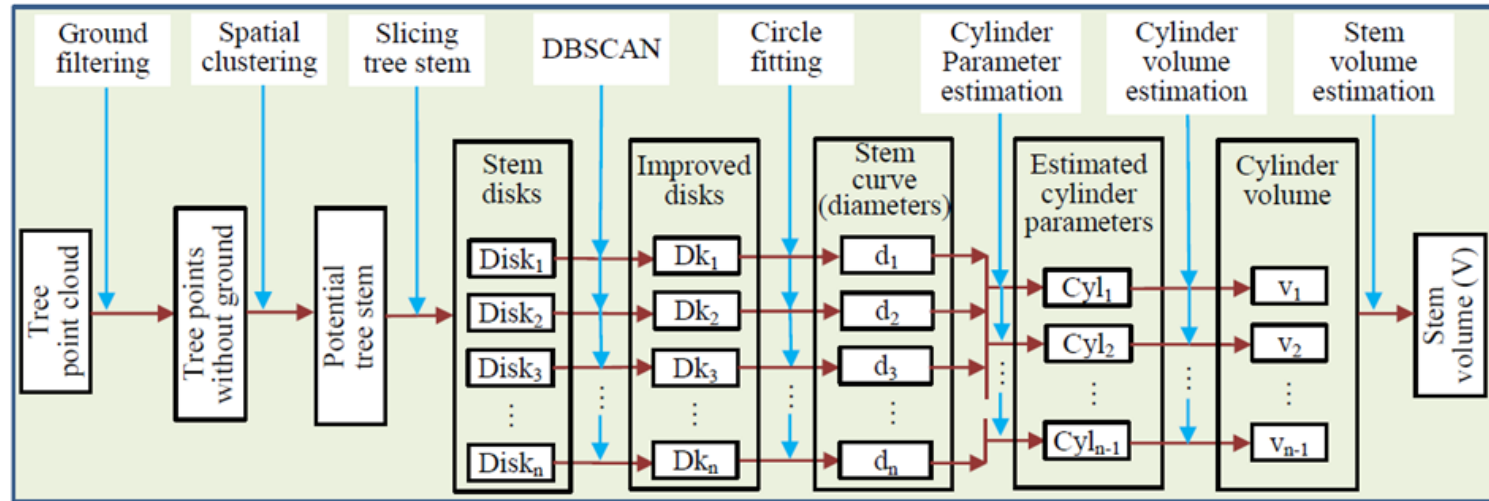 Ground
filtering
Spatial
clustering
Slicing
tree stem
DBSCAN
Circle
fitting
Cylinder
Parameter
estimation
Cylinder
volume
estimation
Stem
volume
estimation
Tree
point cloud
Tree points
without ground
Potential
tree stem
Stem
disks
Disk₁
Disk₂
Disk₃
⋮
Diskₙ
⋮
Improved
disks
Dk₁
Dk₂
Dk₃
⋮
Dkₙ
⋮
Stem
curve
(diameters)
d₁
d₂
d₃
⋮
dₙ
⋮
Estimated
cylinder
parameters
Cyl₁
Cyl₂
⋮
Cylₙ₋₁
⋮
Cylinder
volume
v₁
v₂
⋮
vₙ₋₁
Stem
volume (V)